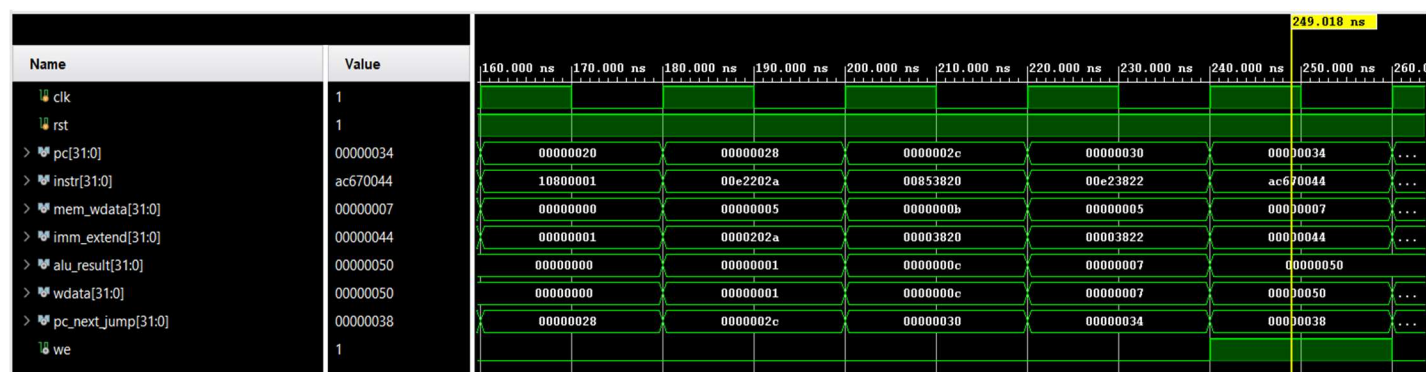 249.018 ns
Name Value 160.000 ns 170.000 ns 180.000 ns 190.000 ns 200.000 ns 210.000 ns 220.000 ns 230.000 ns 240.000 ns 250.000 ns 260.0
clk 1
rst 1
pc[31:0] 00000034 00000020 00000028 0000002c 00000030 00000034 ...
instr[31:0] ac670044 10800001 00e2202a 00853820 00e23822 ac670044 ...
mem_wdata[31:0] 00000007 00000000 00000005 0000000b 00000005 00000007 ...
imm_extend[31:0] 00000044 00000001 0000202a 00003820 00003822 00000044 ...
alu_result[31:0] 00000050 00000000 00000001 0000000c 00000007 00000050
wdata[31:0] 00000050 00000000 00000001 0000000c 00000007 00000050 ...
pc_next_jump[31:0] 00000038 00000028 0000002c 00000030 00000034 00000038 ...
we 1